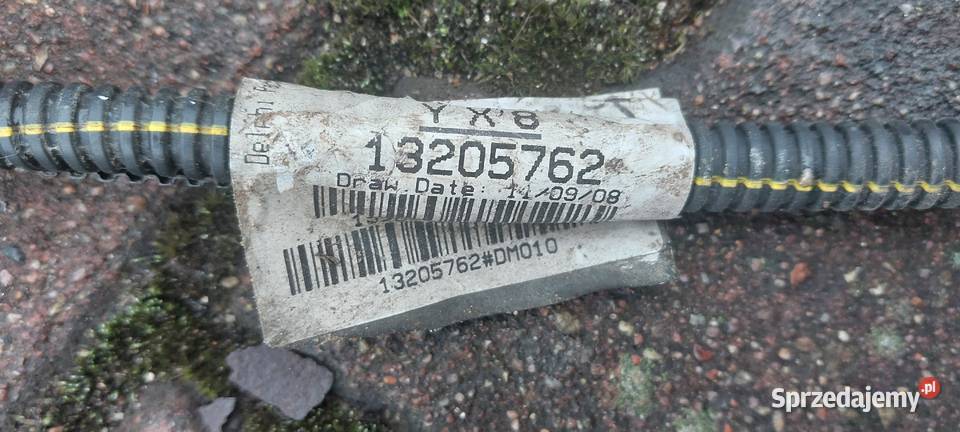 Delphi
YX8
13205762
Draw Date: 11/09/08
13205762#DM010
Sprzedajemy.pl